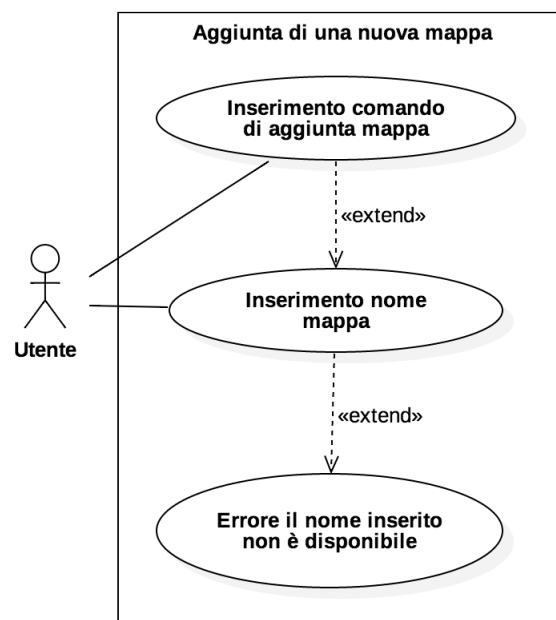 Aggiunta di una nuova mappa
Inserimento comando
di aggiunta mappa
«extend»
Inserimento nome
mappa
Utente
«extend»
Errore il nome inserito
non è disponibile